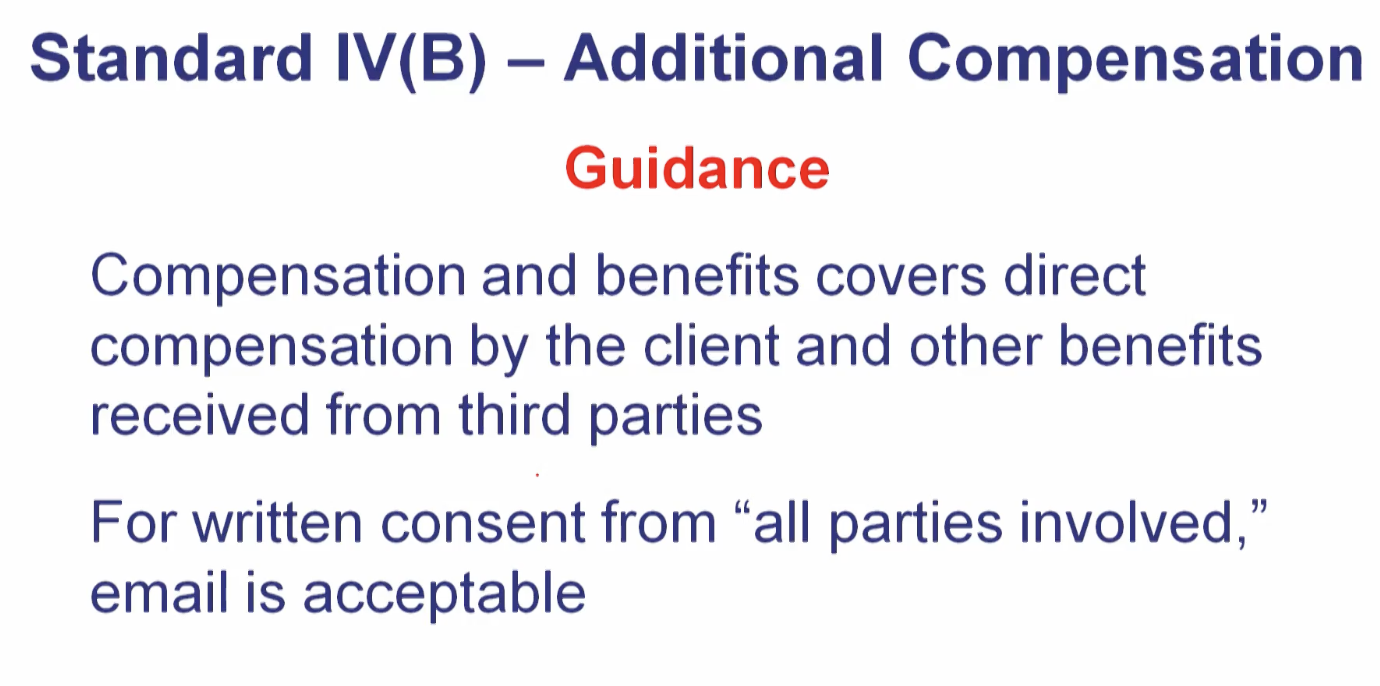 Standard IV(B) – Additional Compensation
Guidance
Compensation and benefits covers direct
compensation by the client and other benefits
received from third parties
For written consent from “all parties involved,”
email is acceptable